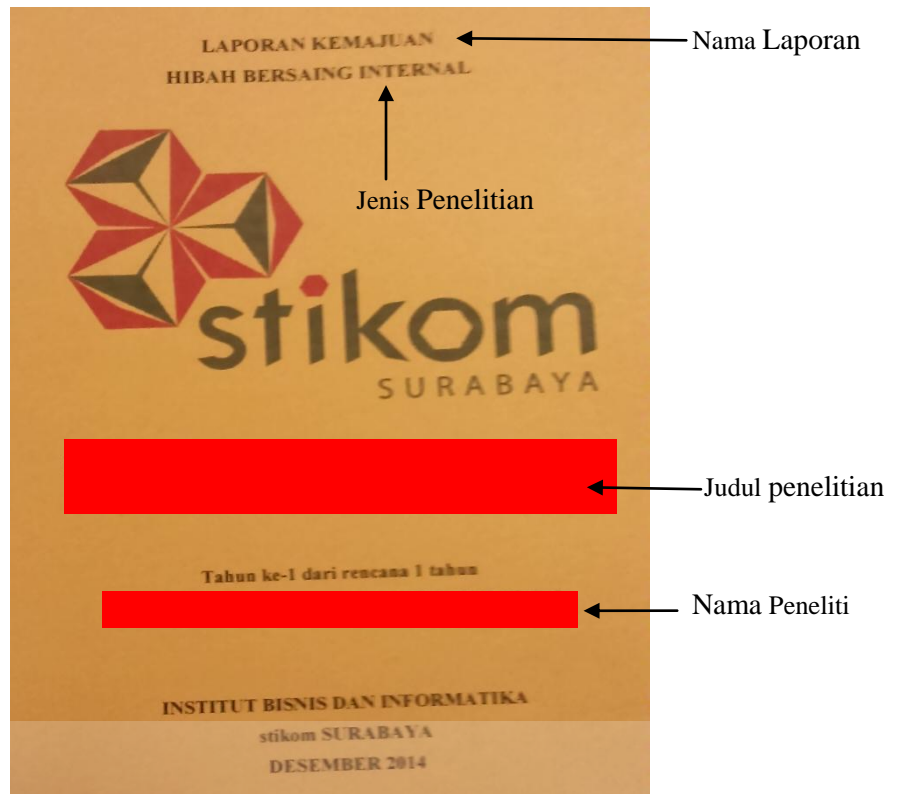 LAPORAN KEMAJUAN
Nama Laporan
HIBAH BERSAING INTERNAL
Jenis Penelitian
stikom
SURABAYA
Judul penelitian
Tahun ke-1 dari rencana 1 tahun
Nama Peneliti
INSTITUT BISNIS DAN INFORMATIKA
stikom SURABAYA
DESEMBER 2014